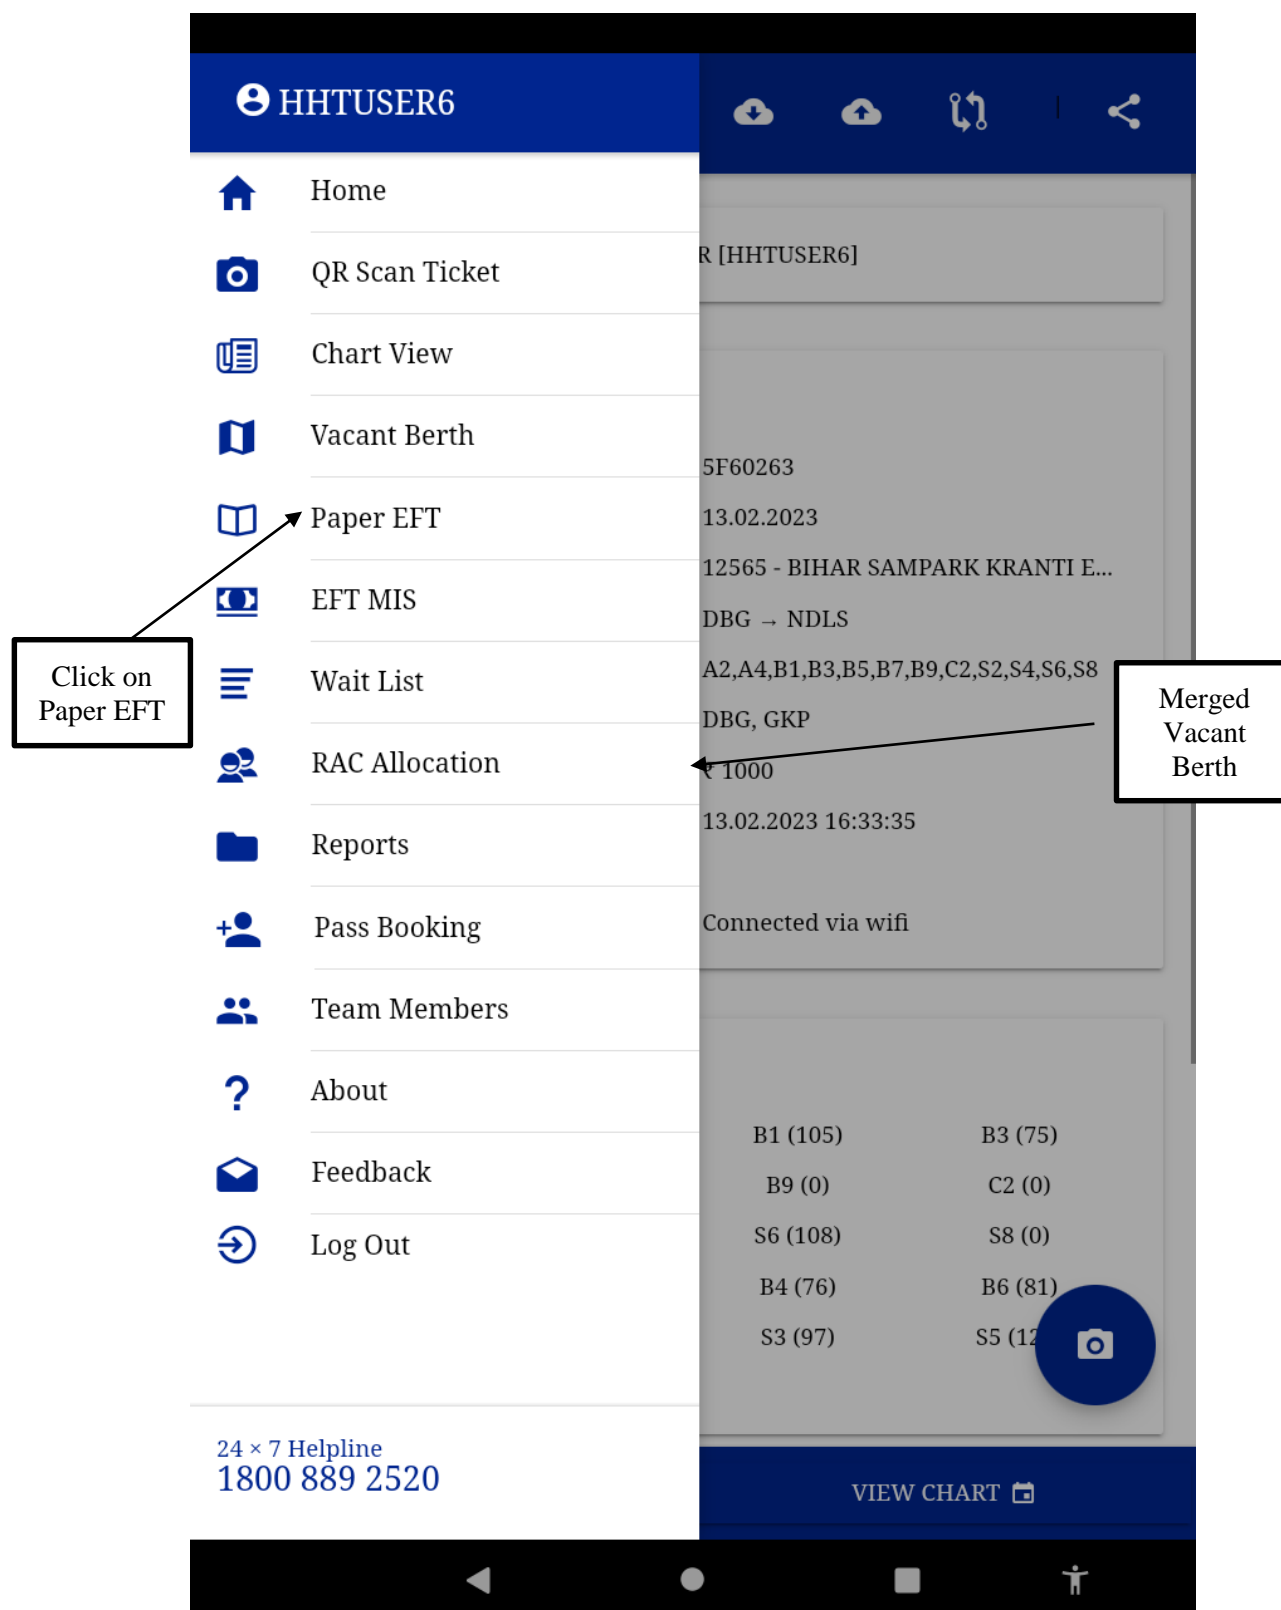 HHTUSER6
Home
QR Scan Ticket
Chart View
Vacant Berth
Paper EFT
EFT MIS
Wait List
RAC Allocation
Reports
Pass Booking
Team Members
About
Feedback
Log Out
24 × 7 Helpline
1800 889 2520
Click on
Paper EFT
R [HHTUSER6]
5F60263
13.02.2023
12565 - BIHAR SAMPARK KRANTI E...
DBG → NDLS
A2,A4,B1,B3,B5,B7,B9,C2,S2,S4,S6,S8
DBG, GKP
₹ 1000
13.02.2023 16:33:35
Connected via wifi
Merged
Vacant
Berth
B1 (105) B3 (75)
B9 (0) C2 (0)
S6 (108) S8 (0)
B4 (76) B6 (81)
S3 (97) S5 (12
VIEW CHART